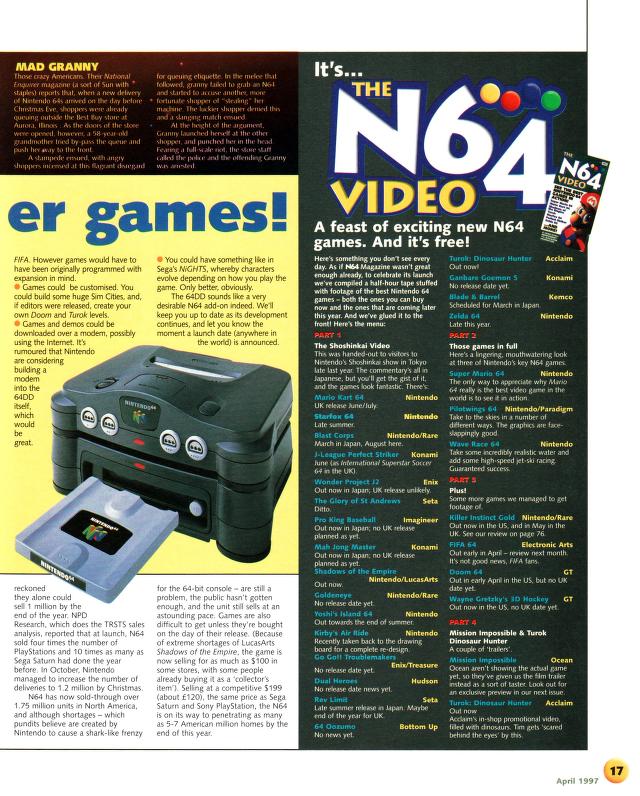 MAD GRANNY
Those crazy Americans. Their National
Enquirer magazine (a sort of Sun with
staples) reports that, when a new delivery
of Nintendo 64s arrived on the day before
Christmas Eve, shoppers were already
queuing outside the Best Buy store at
Aurora, Illinois. As the doors of the store
were opened, however, a 58-year-old
grandmother tried by-pass the queue and
push her way to the front.
A stampede ensued, with angry
shoppers incensed at this flagrant disregard
for queuing etiquette. In the melee that
followed, granny failed to grab an N64
and started to accuse another, more
fortunate shopper of "stealing" her
machine. The luckier shopper denied this
and a slanging match ensued.
At the height of the argument,
Granny launched herself at the other
shopper, and punched her in the head.
Fearing a full-scale riot, the store staff
called the police and the offending Granny
was arrested.
er games!
FIFA. However games would have to
have been originally programmed with
expansion in mind.
● Games could be customised. You
could build some huge Sim Cities, and,
if editors were released, create your
own Doom and Turok levels.
● Games and demos could be
downloaded over a modem, possibly
using the Internet. It's
rumoured that Nintendo
are considering
building a
modem
into the
64DD
itself,
which
would
be
great.
● You could have something like in
Sega's NiGHTS, whereby characters
evolve depending on how you play the
game. Only better, obviously.
The 64DD sounds like a very
desirable N64 add-on indeed. We'll
keep you up to date as its development
continues, and let you know the
moment a launch date (anywhere in
the world) is announced.
NINTENDO 64
NINTENDO 64
NINTENDO 64
reckoned
they alone could
sell 1 million by the
end of the year. NPD
Research, which does the TRSTS sales
analysis, reported that at launch, N64
sold four times the number of
PlayStations and 10 times as many as
Sega Saturn had done the year
before. In October, Nintendo
managed to increase the number of
deliveries to 1.2 million by Christmas.
N64 has now sold-through over
1.75 million units in North America,
and although shortages – which
pundits believe are created by
Nintendo to cause a shark-like frenzy
for the 64-bit console – are still a
problem, the public hasn't gotten
enough, and the unit still sells at an
astounding pace. Games are also
difficult to get unless they're bought
on the day of their release. (Because
of extreme shortages of LucasArts
Shadows of the Empire, the game is
now selling for as much as $100 in
some stores, with some people
already buying it as a 'collector's
item'). Selling at a competitive $199
(about £120), the same price as Sega
Saturn and Sony PlayStation, the N64
is on its way to penetrating as many
as 5-7 American million homes by the
end of this year.
It's...
THE
N64
VIDEO
THE
N64
VIDEO
A feast of exciting new N64
games. And it's free!
Here's something you don't see every
day. As if N64 Magazine wasn't great
enough already, to celebrate its launch
we've compiled a half-hour tape stuffed
with footage of the best Nintendo 64
games – both the ones you can buy
now and the ones that are coming later
this year. And we've glued it to the
front! Here's the menu:
PART 1
The Shoshinkai Video
This was handed-out to visitors to
Nintendo's Shoshinkai show in Tokyo
late last year. The commentary's all in
Japanese, but you'll get the gist of it,
and the games look fantastic. There's:
Mario Kart 64 Nintendo
UK release June/July.
Starfox 64 Nintendo
Late summer.
Blast Corps Nintendo/Rare
March in Japan, August here.
J-League Perfect Striker Konami
June (as International Superstar Soccer
64 in the UK).
Wonder Project J2 Enix
Out now in Japan; UK release unlikely.
The Glory of St Andrews Seta
Ditto.
Pro King Baseball Imagineer
Out now in Japan; no UK release
planned as yet.
Mah Jong Master Konami
Out now in Japan; no UK release
planned as yet.
Shadows of the Empire
Nintendo/LucasArts
Out now.
Goldeneye Nintendo/Rare
No release date yet.
Yoshi's Island 64 Nintendo
Out towards the end of summer.
Kirby's Air Ride Nintendo
Recently taken back to the drawing
board for a complete re-design.
Go Go!! Troublemakers
Enix/Treasure
No release date yet.
Dual Heroes Hudson
No release date news yet.
Rev Limit Seta
Late summer release in Japan. Maybe
end of the year for UK.
64 Oozumo Bottom Up
No news yet.
Turok: Dinosaur Hunter Acclaim
Out now!
Ganbare Goemon 5 Konami
No release date yet.
Blade & Barrel Kemco
Scheduled for March in Japan.
Zelda 64 Nintendo
Late this year.
PART 2
Those games in full
Here's a lingering, mouthwatering look
at three of Nintendo's key N64 games.
Super Mario 64 Nintendo
The only way to appreciate why Mario
64 really is the best video game in the
world is to see it in action.
Pilotwings 64 Nintendo/Paradigm
Take to the skies in a number of
different ways. The graphics are face-
slappingly good.
Wave Race 64 Nintendo
Take some incredibly realistic water and
add some high-speed jet-ski racing.
Guaranteed success.
PART 3
Plus!
Some more games we managed to get
footage of.
Killer Instinct Gold Nintendo/Rare
Out now in the US, and in May in the
UK. See our review on page 76.
FIFA 64 Electronic Arts
Out early in April – review next month.
It's not good news, FIFA fans.
Doom 64 GT
Out in early April in the US, but no UK
date yet.
Wayne Gretzky's 3D Hockey GT
Out now in the US, no UK date yet.
PART 4
Mission Impossible & Turok
Dinosaur Hunter
A couple of 'trailers'.
Mission Impossible Ocean
Ocean aren't showing the actual game
yet, so they've given us the film trailer
instead as a sort of taster. Look out for
an exclusive preview in our next issue.
Turok: Dinosaur Hunter Acclaim
Out now
Acclaim's in-shop promotional video,
filled with dinosaurs. Tim gets 'scared
behind the eyes' by this.
April 1997
17